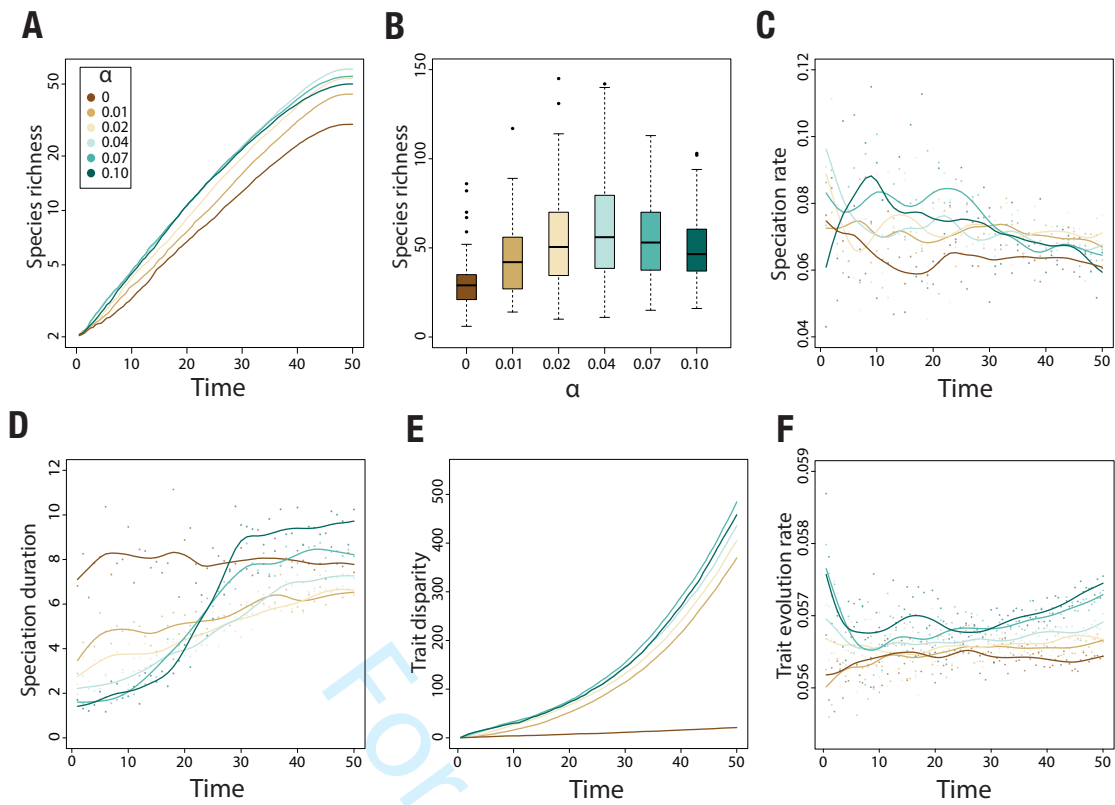 A
Species richness
50
20
10
5
2
α
0
0.01
0.02
0.04
0.07
0.10
0 10 20 30 40 50
Time
B
Species richness
150
100
50
0
0 0.01 0.02 0.04 0.07 0.10
α
C
Speciation rate
0.12
0.10
0.08
0.06
0.04
0 10 20 30 40 50
Time
D
Speciation duration
12
10
8
6
4
2
0
0 10 20 30 40 50
Time
E
Trait disparity
500
400
300
200
100
0
0 10 20 30 40 50
Time
F
Trait evolution rate
0.059
0.058
0.057
0.056
0 10 20 30 40 50
Time
For